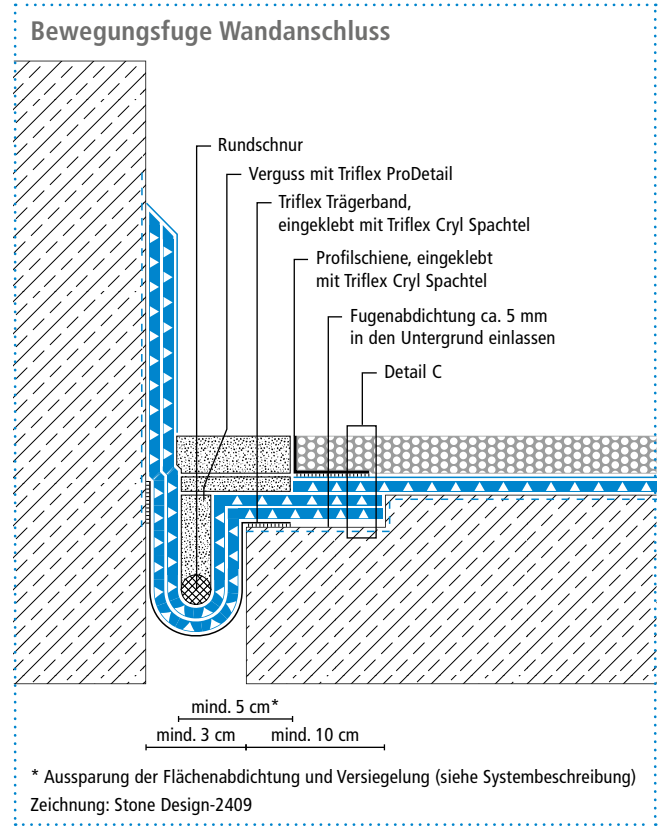 Bewegungsfuge Wandanschluss
Rundschnur
Verguss mit Triflex ProDetail
Triflex Trägerband,
eingeklebt mit Triflex Cryl Spachtel
Profilschiene, eingeklebt
mit Triflex Cryl Spachtel
Fugenabdichtung ca. 5 mm
in den Untergrund einlassen
Detail C
mind. 5 cm*
mind. 3 cm
mind. 10 cm
* Aussparung der Flächenabdichtung und Versiegelung (siehe Systembeschreibung)
Zeichnung: Stone Design-2409